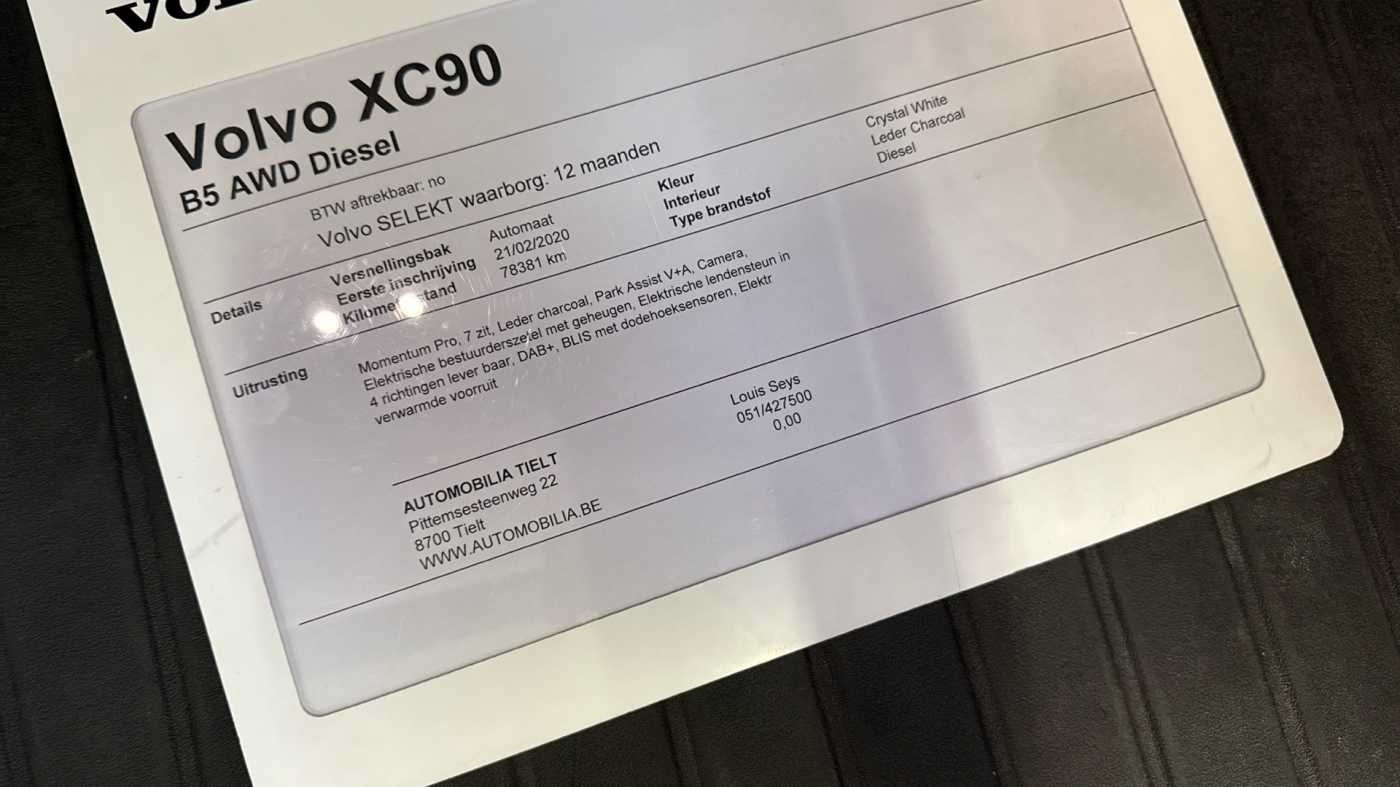 Volvo XC90
B5 AWD Diesel
BTW aftrekbaar: no
Volvo SELEKT waarborg: 12 maanden
Details
Versnellingsbak Automaat
Eerste inschrijving 21/02/2020
78381 km
Kleur Crystal White
Interieur Leder Charcoal
Type brandstof Diesel
Uitrusting
Momentum Pro, 7 zit, Leder charcoal, Park Assist V+A, Camera,
Elektrische bestuurderszetel met geheugen, Elektrische lendensteun in
4 richtingen lever baar, DAB+, BLIS met dodehoeksensoren, Elektr
verwarmde voorruit
AUTOMOBILIA TIELT
Pittemsesteenweg 22
8700 Tielt
WWW.AUTOMOBILIA.BE
Louis Seys
051/427500
0,00